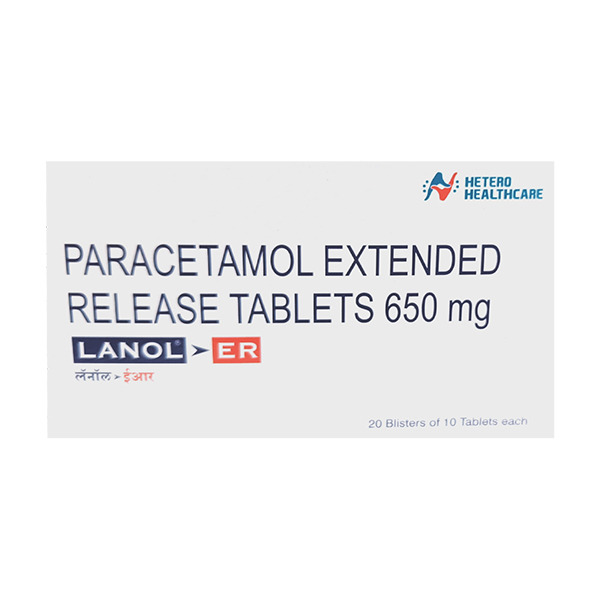 HETERO
HEALTHCARE
PARACETAMOL EXTENDED
RELEASE TABLETS 650 mg
LANOL® > ER
लॅनॉल > ईआर
20 Blisters of 10 Tablets each